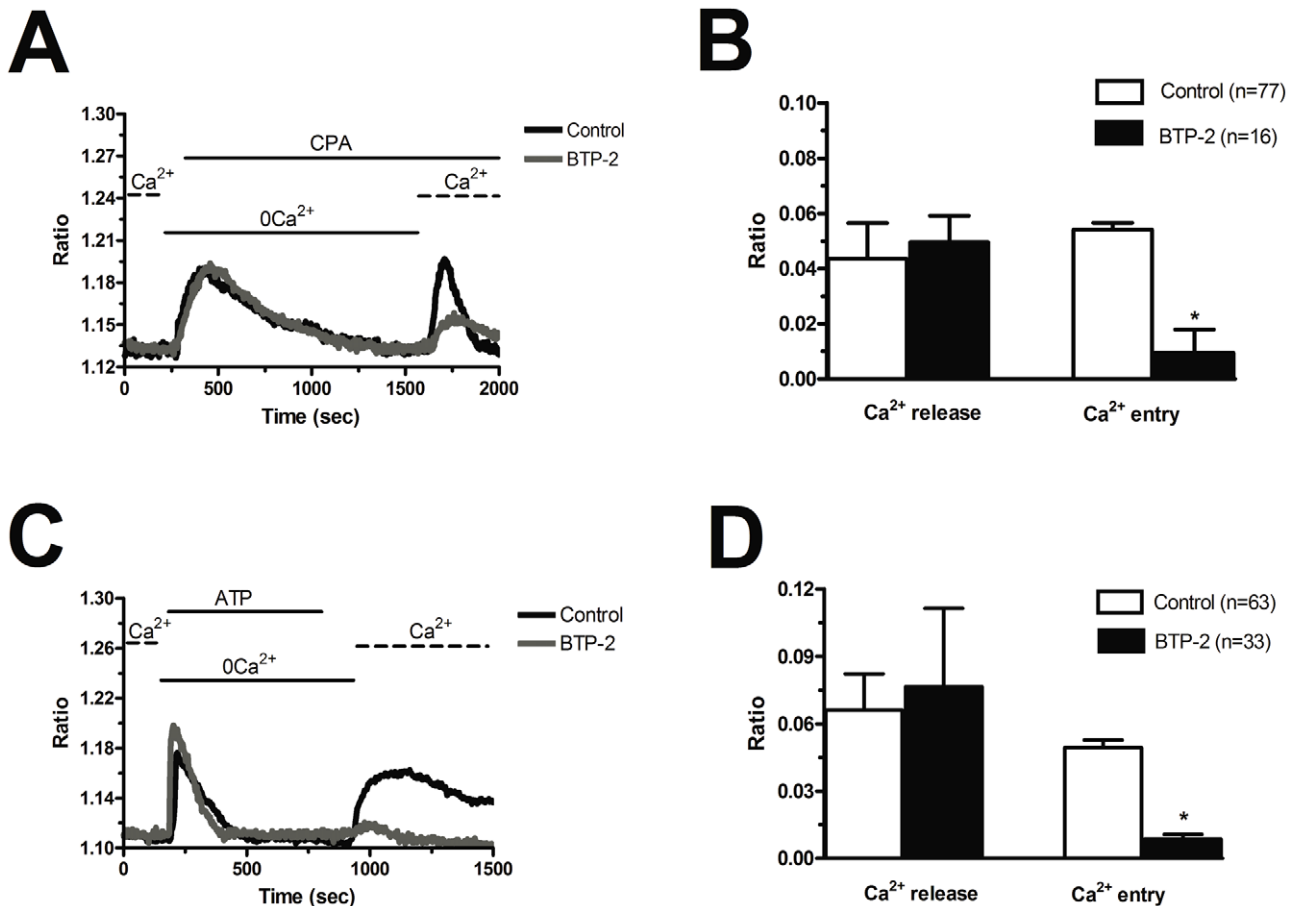 A
1.30
1.27
1.24
1.21
1.18
1.15
1.12
Ratio
CPA
Ca²⁺
Ca²⁺
0Ca²⁺
Control
BTP-2
0 500 1000 1500 2000
Time (sec)
B
Control (n=77)
BTP-2 (n=16)
0.10
0.08
0.06
0.04
0.02
0.00
Ratio
*
Ca²⁺ release Ca²⁺ entry
C
1.30
1.26
1.22
1.18
1.14
1.10
Ratio
ATP
Ca²⁺
Ca²⁺
0Ca²⁺
Control
BTP-2
0 500 1000 1500
Time (sec)
D
Control (n=63)
BTP-2 (n=33)
0.12
0.09
0.06
0.03
0.00
Ratio
*
Ca²⁺ release Ca²⁺ entry